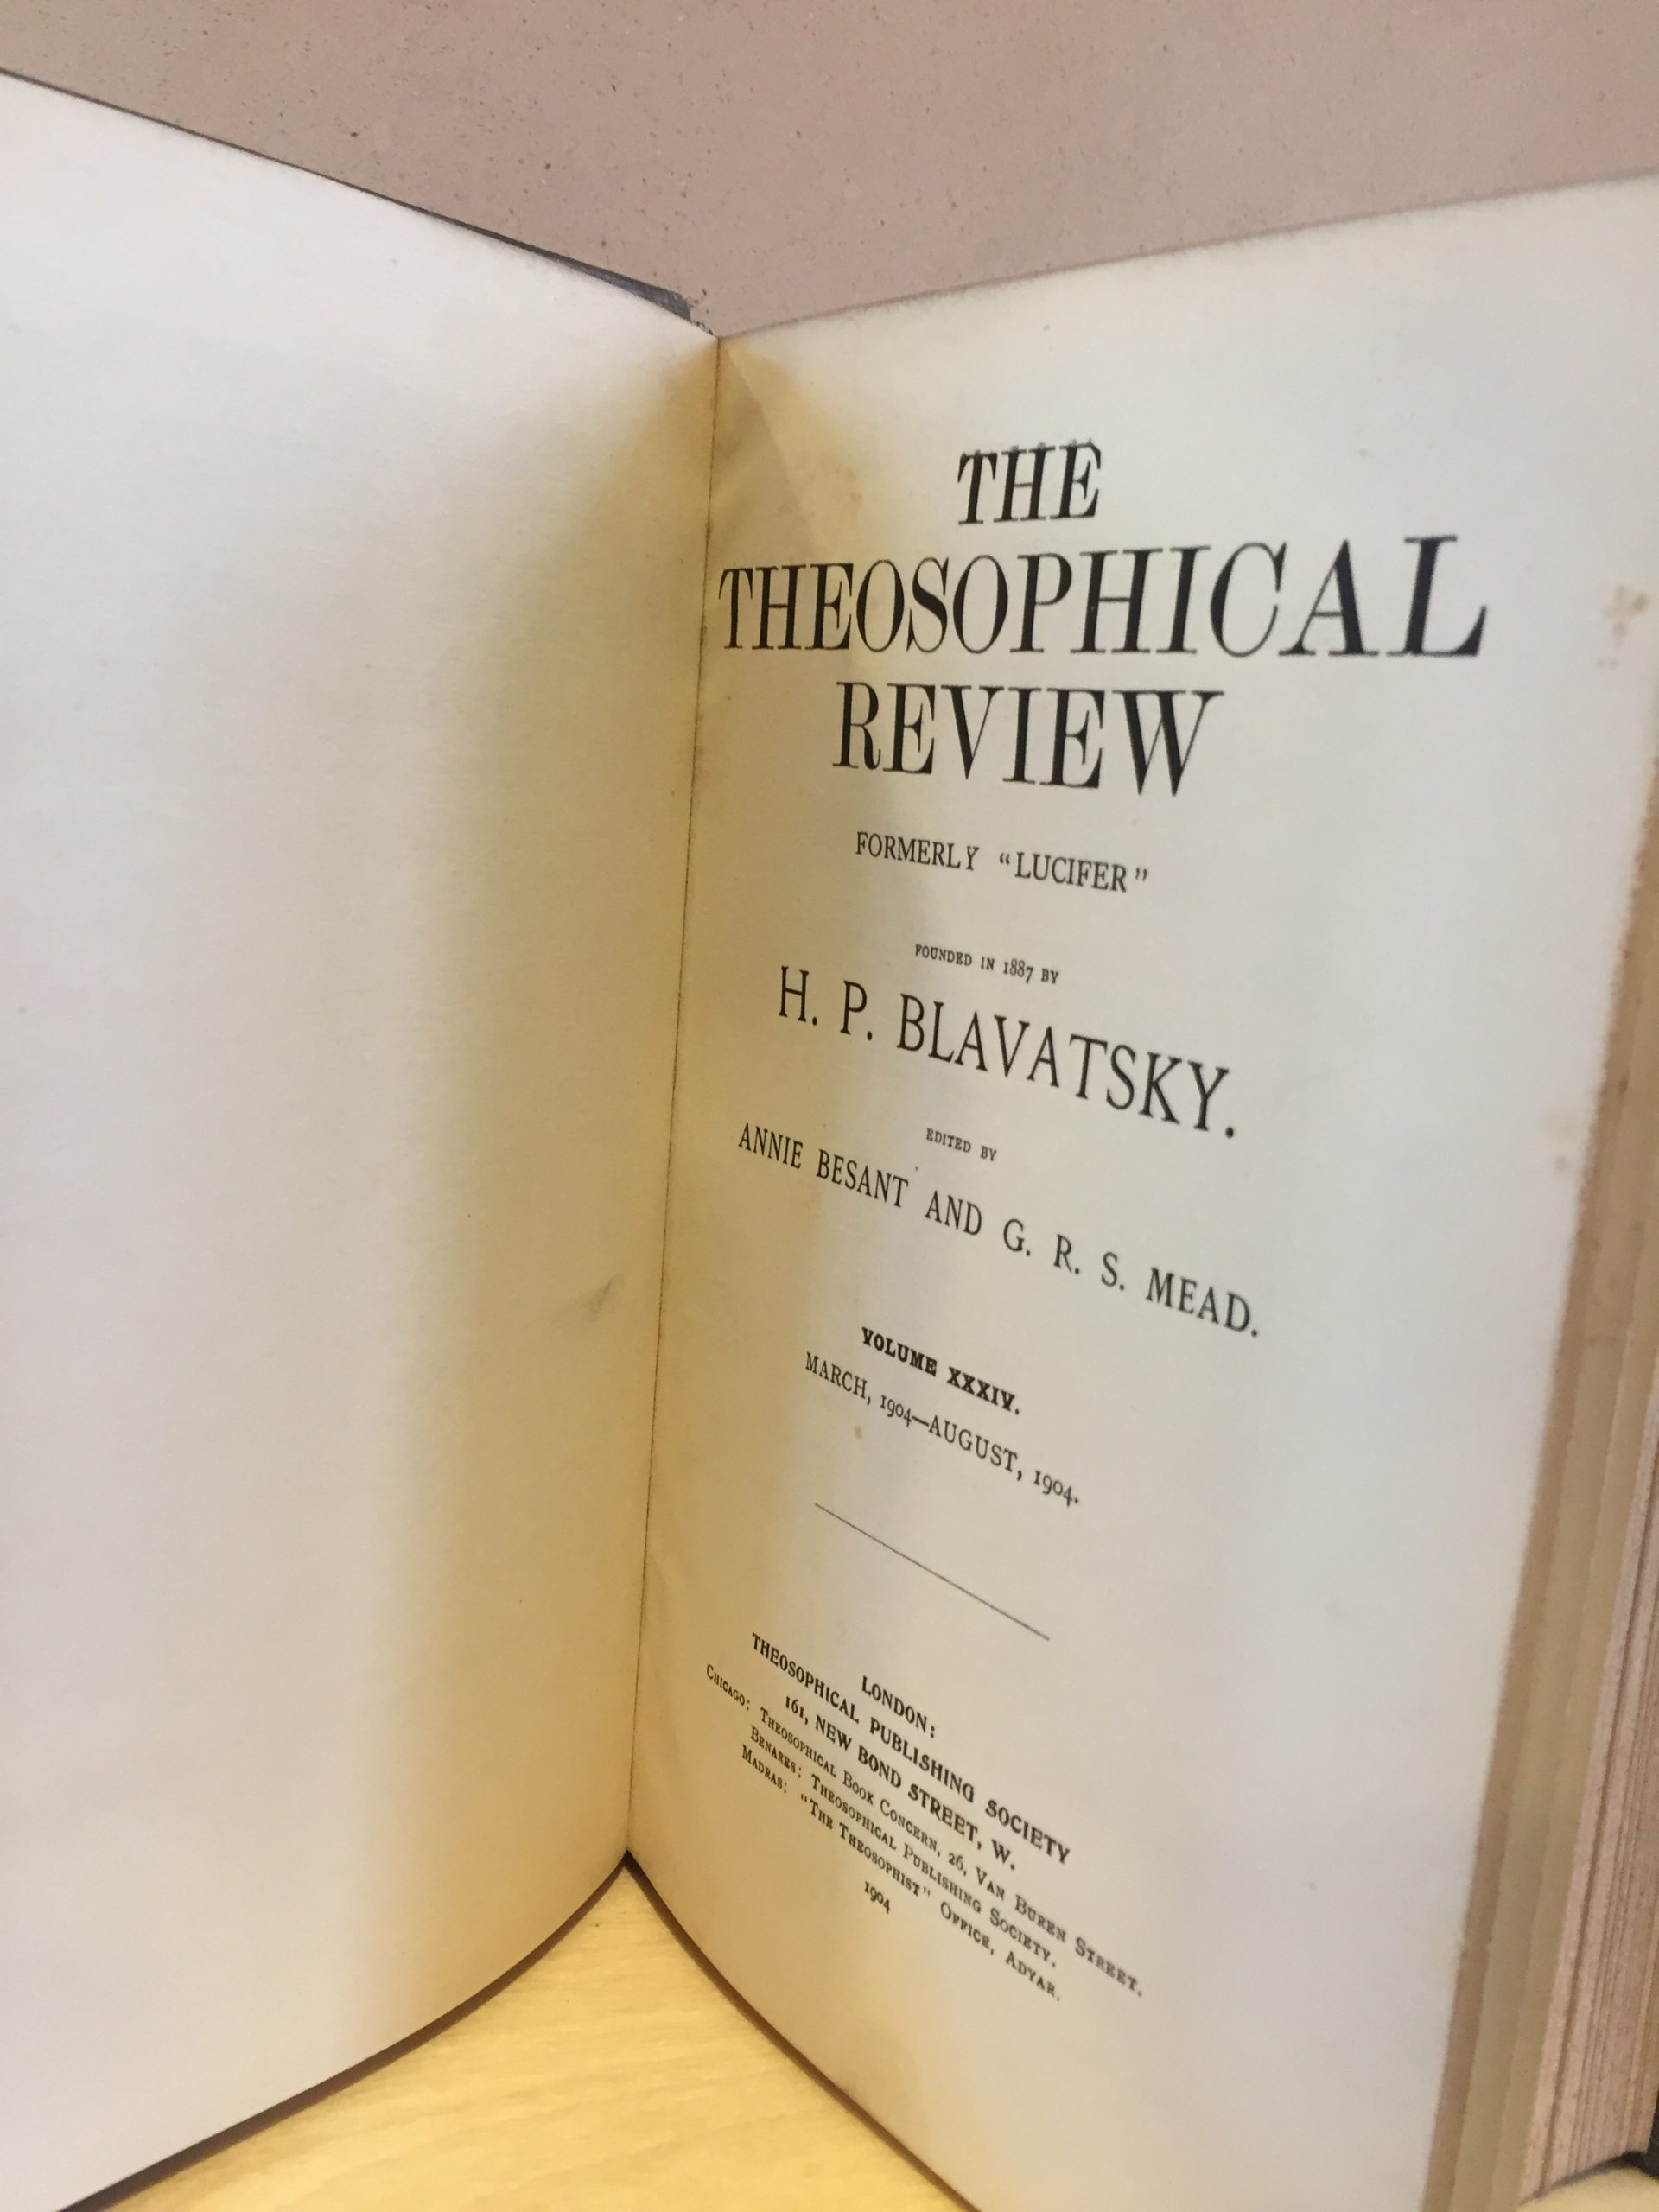 THE
THEOSOPHICAL
REVIEW
FORMERLY "LUCIFER"
FOUNDED IN 1887 BY
H. P. BLAVATSKY.
EDITED BY
ANNIE BESANT AND G. R. S. MEAD.
VOLUME XXXIV.
MARCH, 1904—AUGUST, 1904.
LONDON:
THEOSOPHICAL PUBLISHING SOCIETY
161, NEW BOND STREET, W.
CHICAGO: THEOSOPHICAL BOOK CONCERN, 26, VAN BUREN STREET.
BENARES: THEOSOPHICAL PUBLISHING SOCIETY.
MADRAS: "THE THEOSOPHIST" OFFICE, ADYAR.
1904